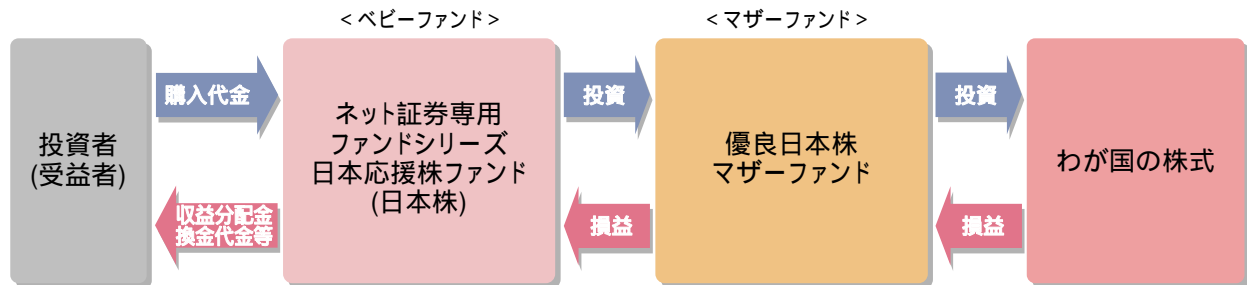 <ベビーファンド>
<マザーファンド>
投資者
(受益者)
購入代金
収益分配金
換金代金等
ネット証券専用
ファンドシリーズ
日本応援株ファンド
(日本株)
投資
損益
優良日本株
マザーファンド
投資
損益
わが国の株式